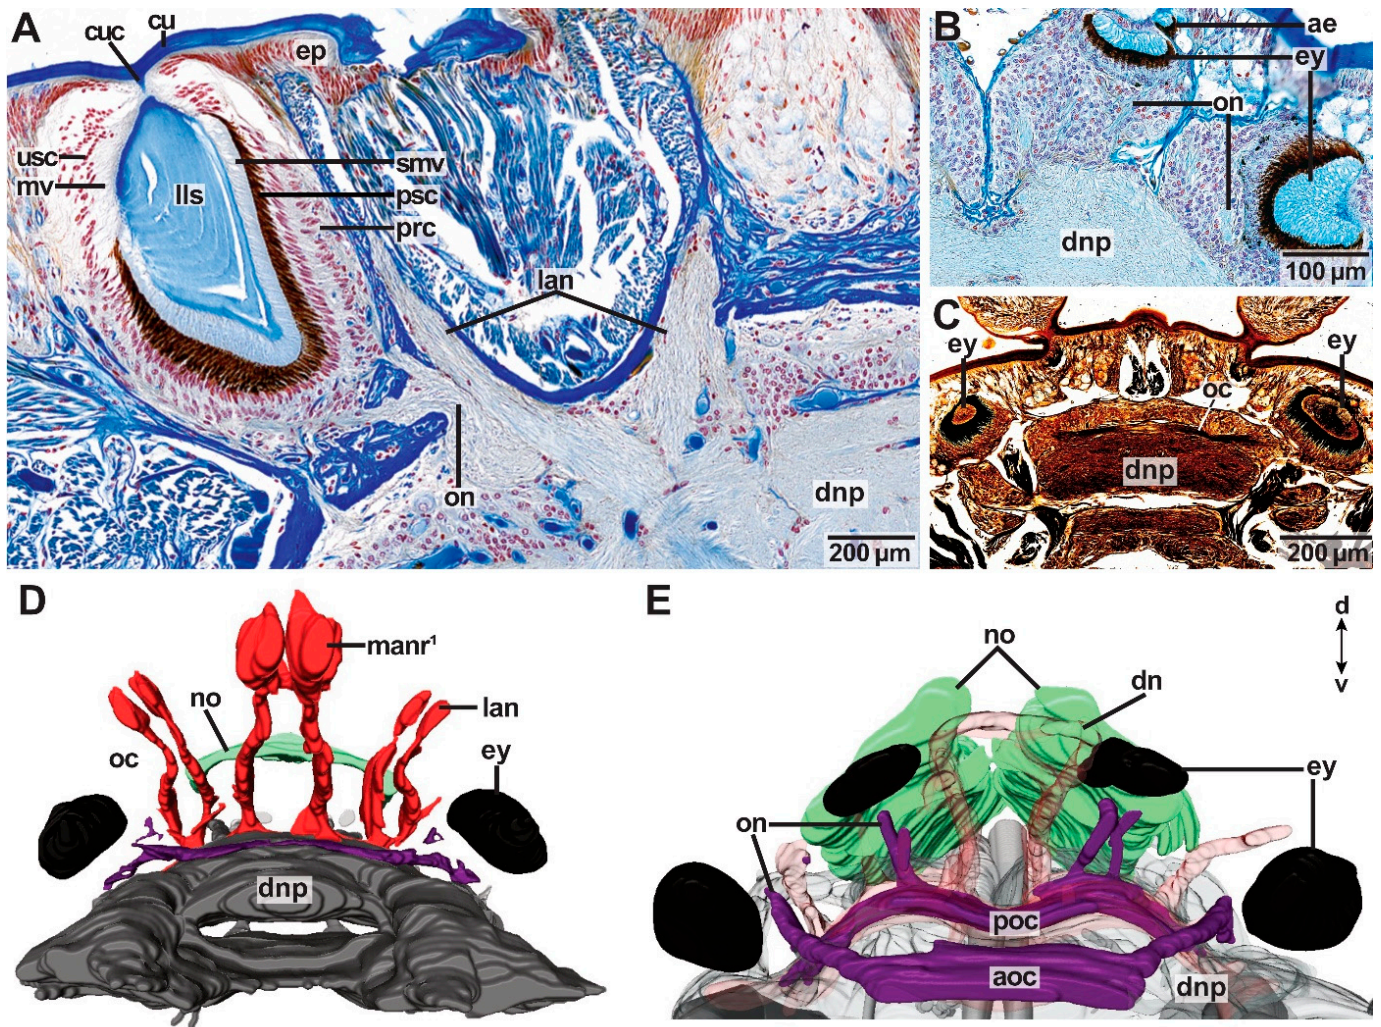 A
cuc
cu
ep
usc
mv
lls
smv
psc
prc
lan
on
dnp
200 µm
B
ae
ey
on
dnp
100 µm
C
ey
ey
oc
dnp
200 µm
D
manr¹
no
lan
oc
ey
dnp
E
d
v
no
dn
ey
on
poc
aoc
dnp